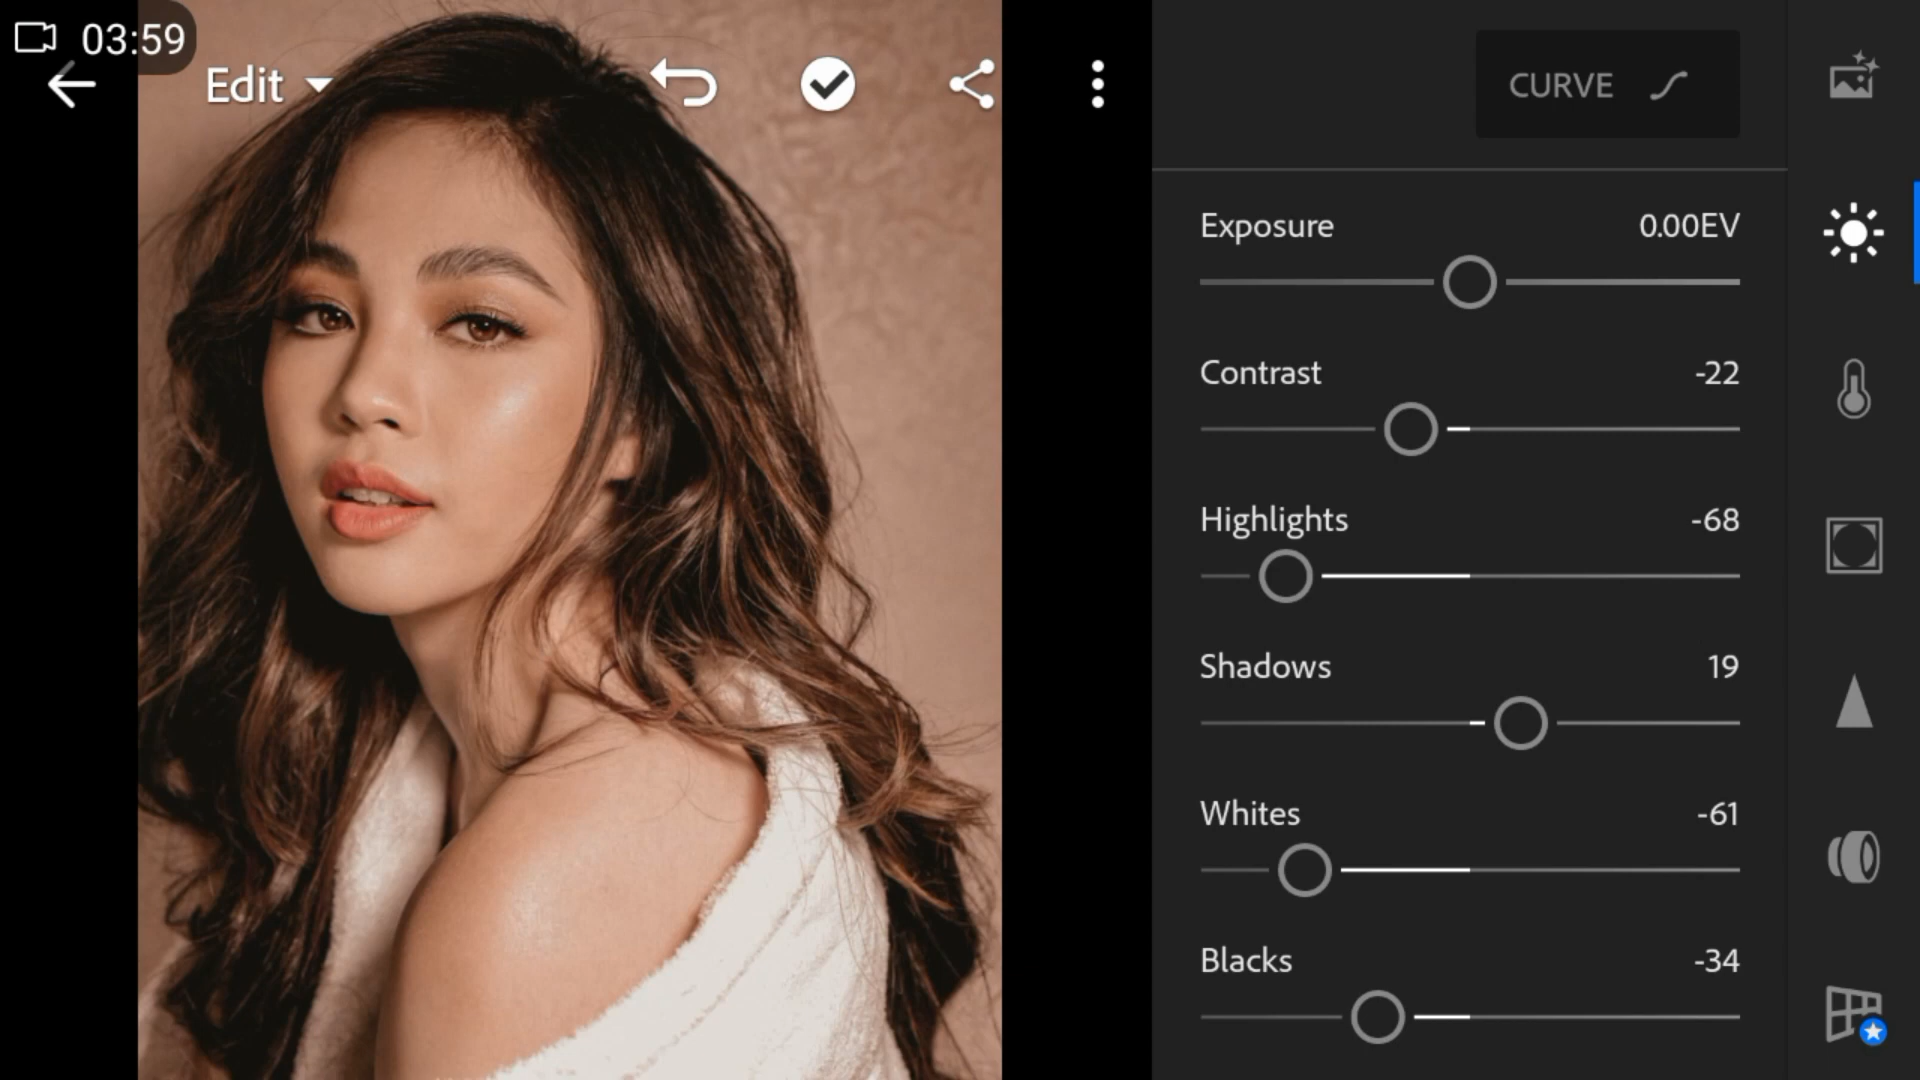 03:59
Edit
CURVE
Exposure 0.00EV
Contrast -22
Highlights -68
Shadows 19
Whites -61
Blacks -34